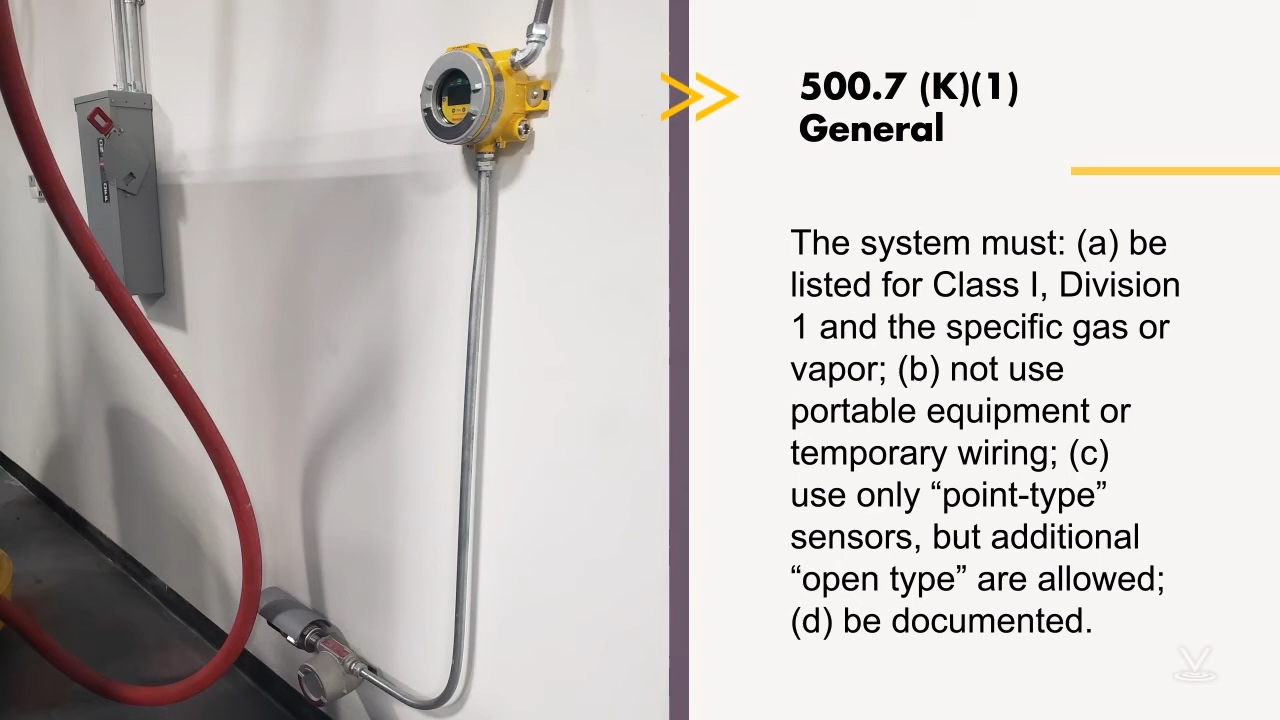 500.7 (K)(1)
General
The system must: (a) be
listed for Class I, Division
1 and the specific gas or
vapor; (b) not use
portable equipment or
temporary wiring; (c)
use only “point-type”
sensors, but additional
“open type” are allowed;
(d) be documented.